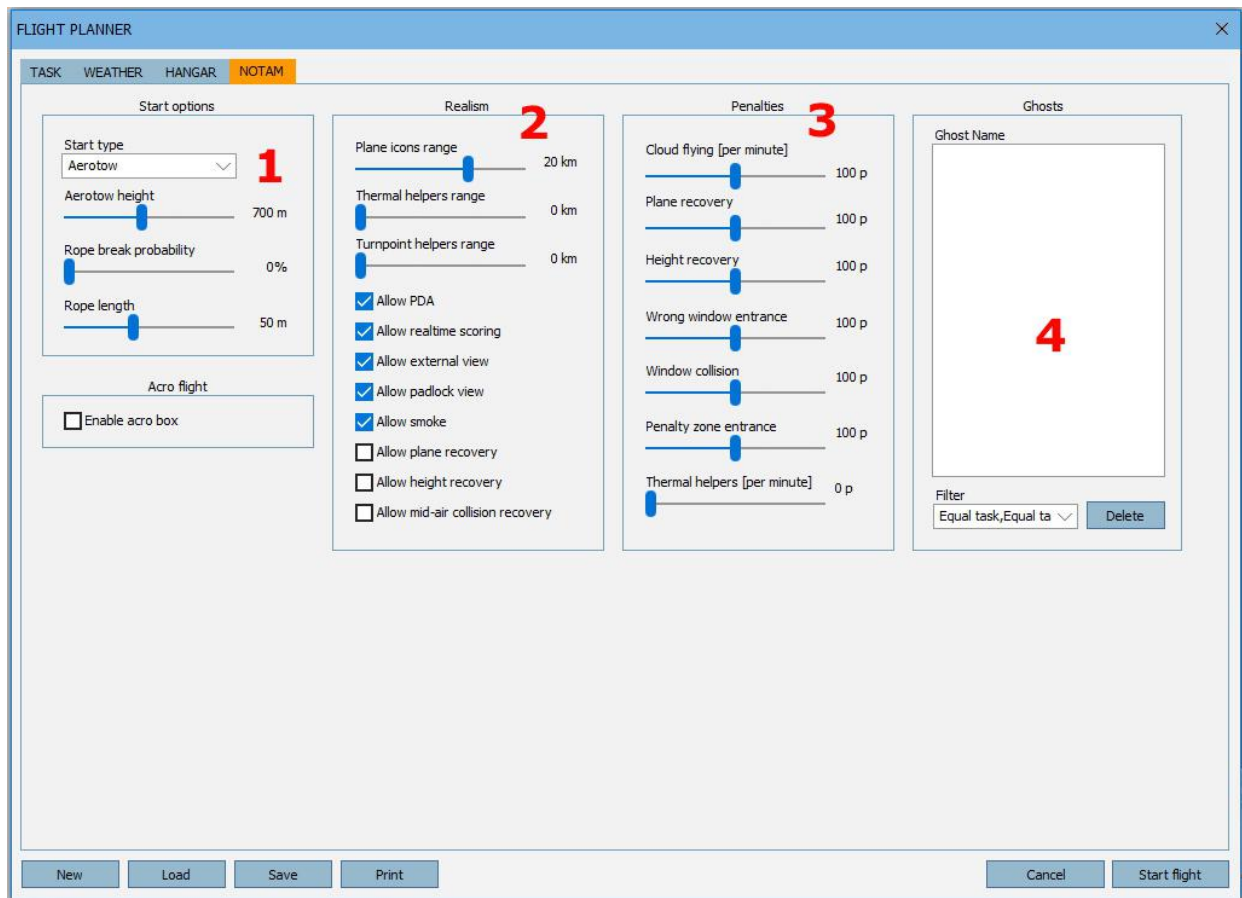 FLIGHT PLANNER
TASK WEATHER HANGAR NOTAM
Start options
Start type
Aerotow
1
Aerotow height
700 m
Rope break probability
0%
Rope length
50 m
Acro flight
Enable acro box
Realism
2
Plane icons range
20 km
Thermal helpers range
0 km
Turnpoint helpers range
0 km
Allow PDA
Allow realtime scoring
Allow external view
Allow padlock view
Allow smoke
Allow plane recovery
Allow height recovery
Allow mid-air collision recovery
Penalties
3
Cloud flying [per minute]
100 p
Plane recovery
100 p
Height recovery
100 p
Wrong window entrance
100 p
Window collision
100 p
Penalty zone entrance
100 p
Thermal helpers [per minute]
0 p
Ghosts
Ghost Name
4
Filter
Equal task,Equal ta
Delete
New Load Save Print Cancel Start flight